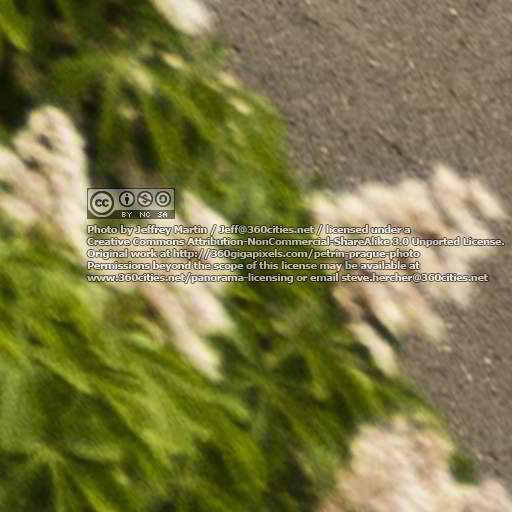 cc
BY NC SA
Photo by Jeffrey Martin / Jeff@360cities.net / licensed under a
Creative Commons Attribution-NonCommercial-ShareAlike 3.0 Unported License.
Original work at http://360gigapixels.com/petrin-prague-photo
Permissions beyond the scope of this license may be available at
www.360cities.net/panorama-licensing or email steve.hercher@360cities.net